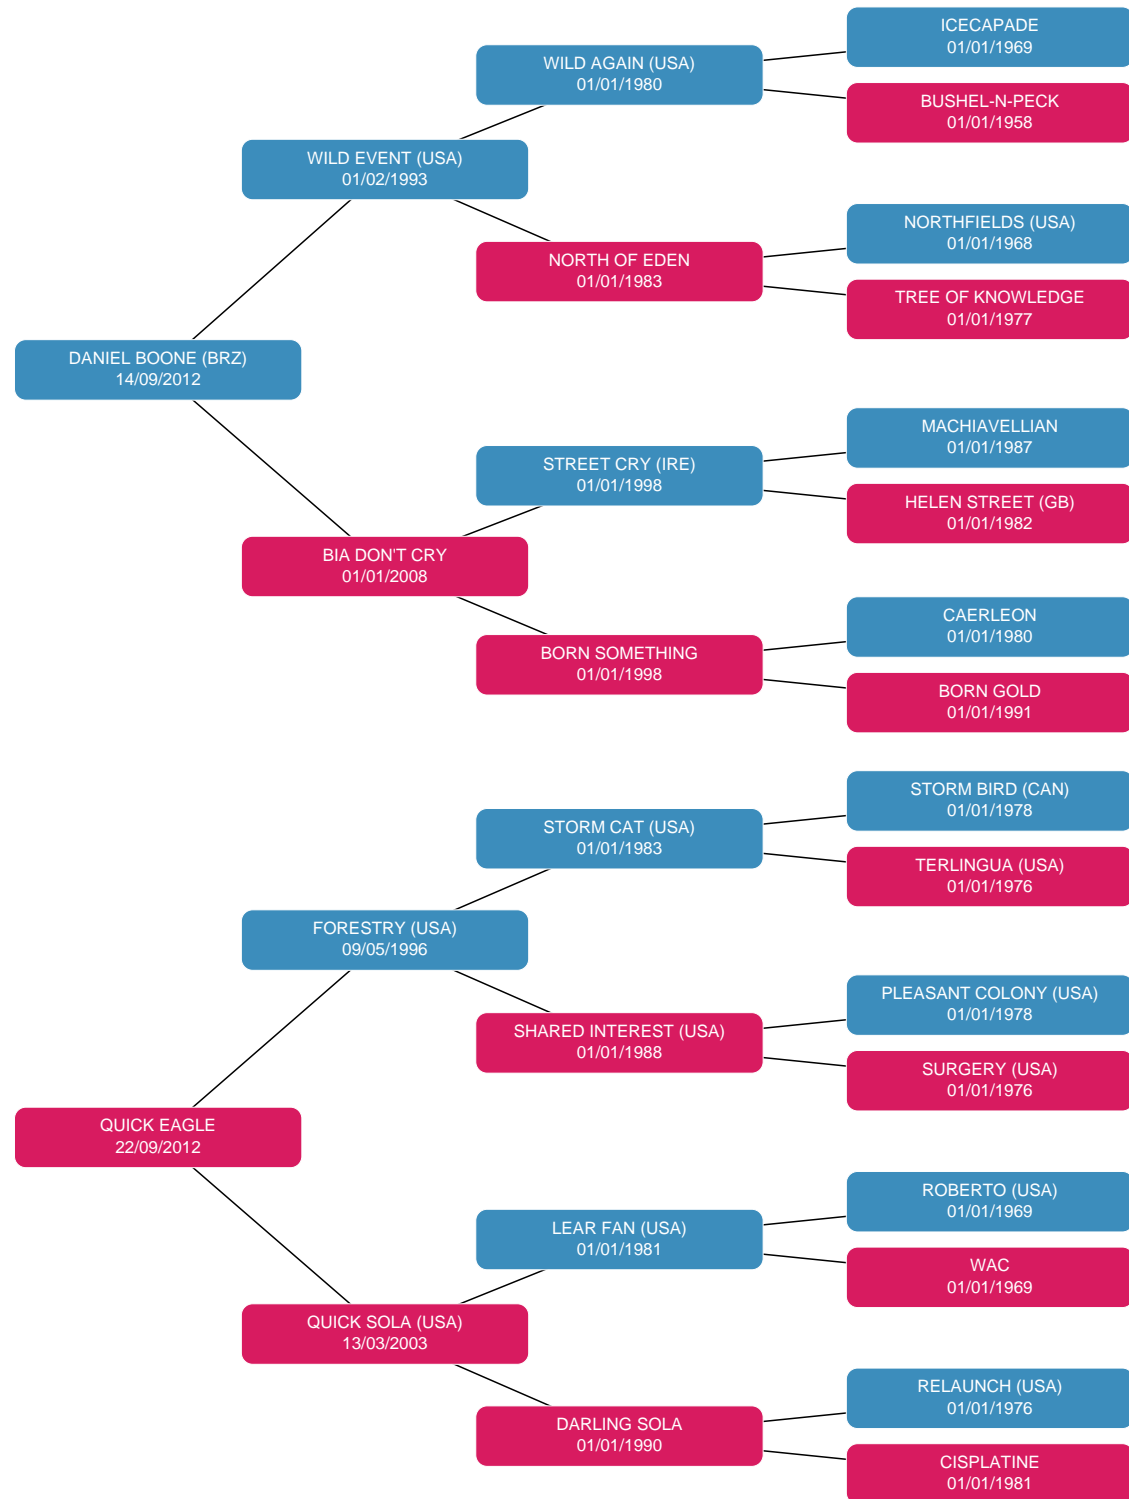 ICECAPADE
01/01/1969
WILD AGAIN (USA)
01/01/1980
BUSHEL-N-PECK
01/01/1958
WILD EVENT (USA)
01/02/1993
NORTHFIELDS (USA)
01/01/1968
NORTH OF EDEN
01/01/1983
TREE OF KNOWLEDGE
01/01/1977
DANIEL BOONE (BRZ)
14/09/2012
MACHIAVELLIAN
01/01/1987
STREET CRY (IRE)
01/01/1998
HELEN STREET (GB)
01/01/1982
BIA DON'T CRY
01/01/2008
CAERLEON
01/01/1980
BORN SOMETHING
01/01/1998
BORN GOLD
01/01/1991
STORM BIRD (CAN)
01/01/1978
STORM CAT (USA)
01/01/1983
TERLINGUA (USA)
01/01/1976
FORESTRY (USA)
09/05/1996
PLEASANT COLONY (USA)
01/01/1978
SHARED INTEREST (USA)
01/01/1988
SURGERY (USA)
01/01/1976
QUICK EAGLE
22/09/2012
ROBERTO (USA)
01/01/1969
LEAR FAN (USA)
01/01/1981
WAC
01/01/1969
QUICK SOLA (USA)
13/03/2003
RELAUNCH (USA)
01/01/1976
DARLING SOLA
01/01/1990
CISPLATINE
01/01/1981